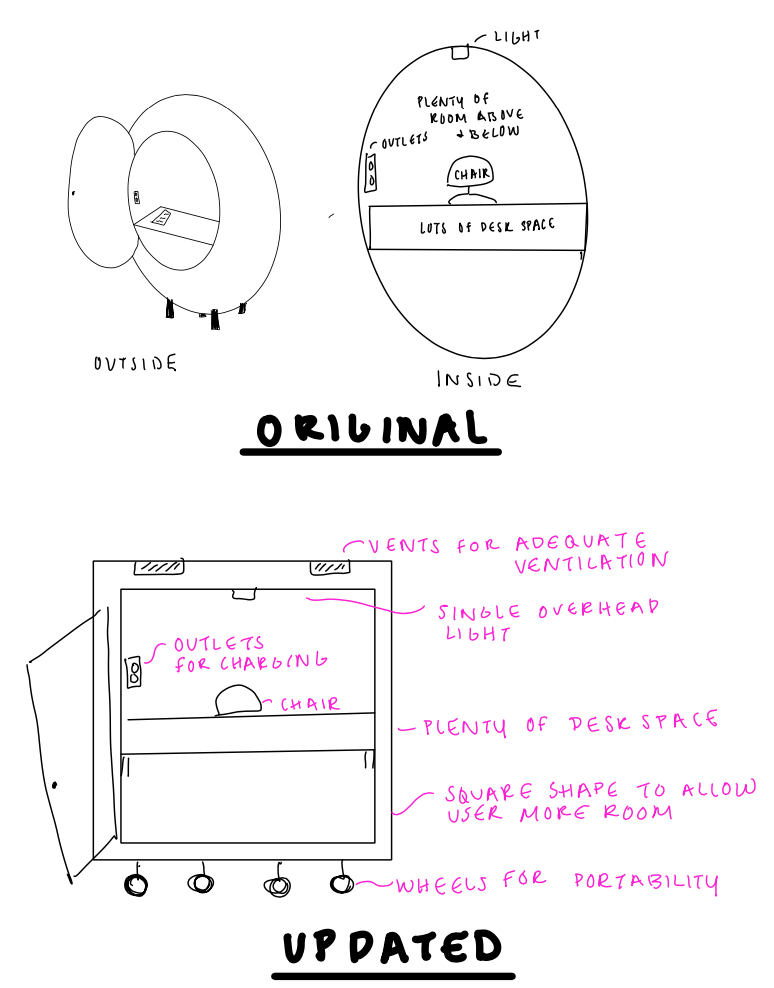 LIGHT
PLENTY OF
ROOM ABOVE
+ BELOW
OUTLETS
CHAIR
LOTS OF DESK SPACE
OUTSIDE
INSIDE
ORIGINAL
VENTS FOR ADEQUATE
VENTILATION
SINGLE OVERHEAD
LIGHT
OUTLETS
FOR CHARGING
CHAIR
PLENTY OF DESK SPACE
SQUARE SHAPE TO ALLOW
USER MORE ROOM
WHEELS FOR PORTABILITY
UPDATED